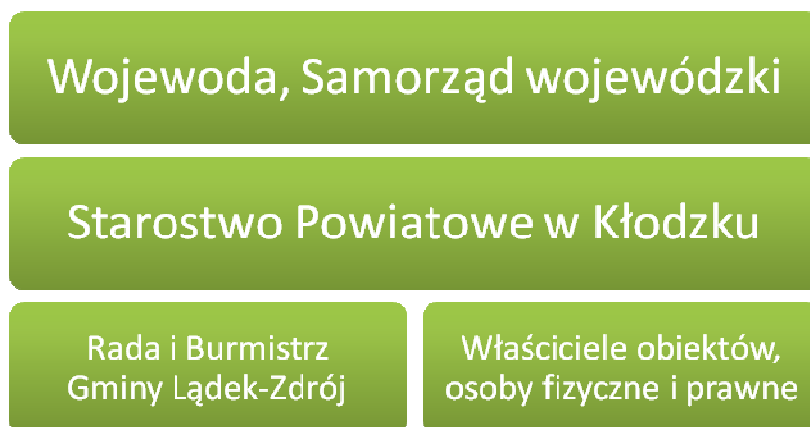 Wojewoda, Samorząd wojewódzki
Starostwo Powiatowe w Kłodzku
Rada i Burmistrz
Gminy Lądek-Zdrój
Właściciele obiektów,
osoby fizyczne i prawne